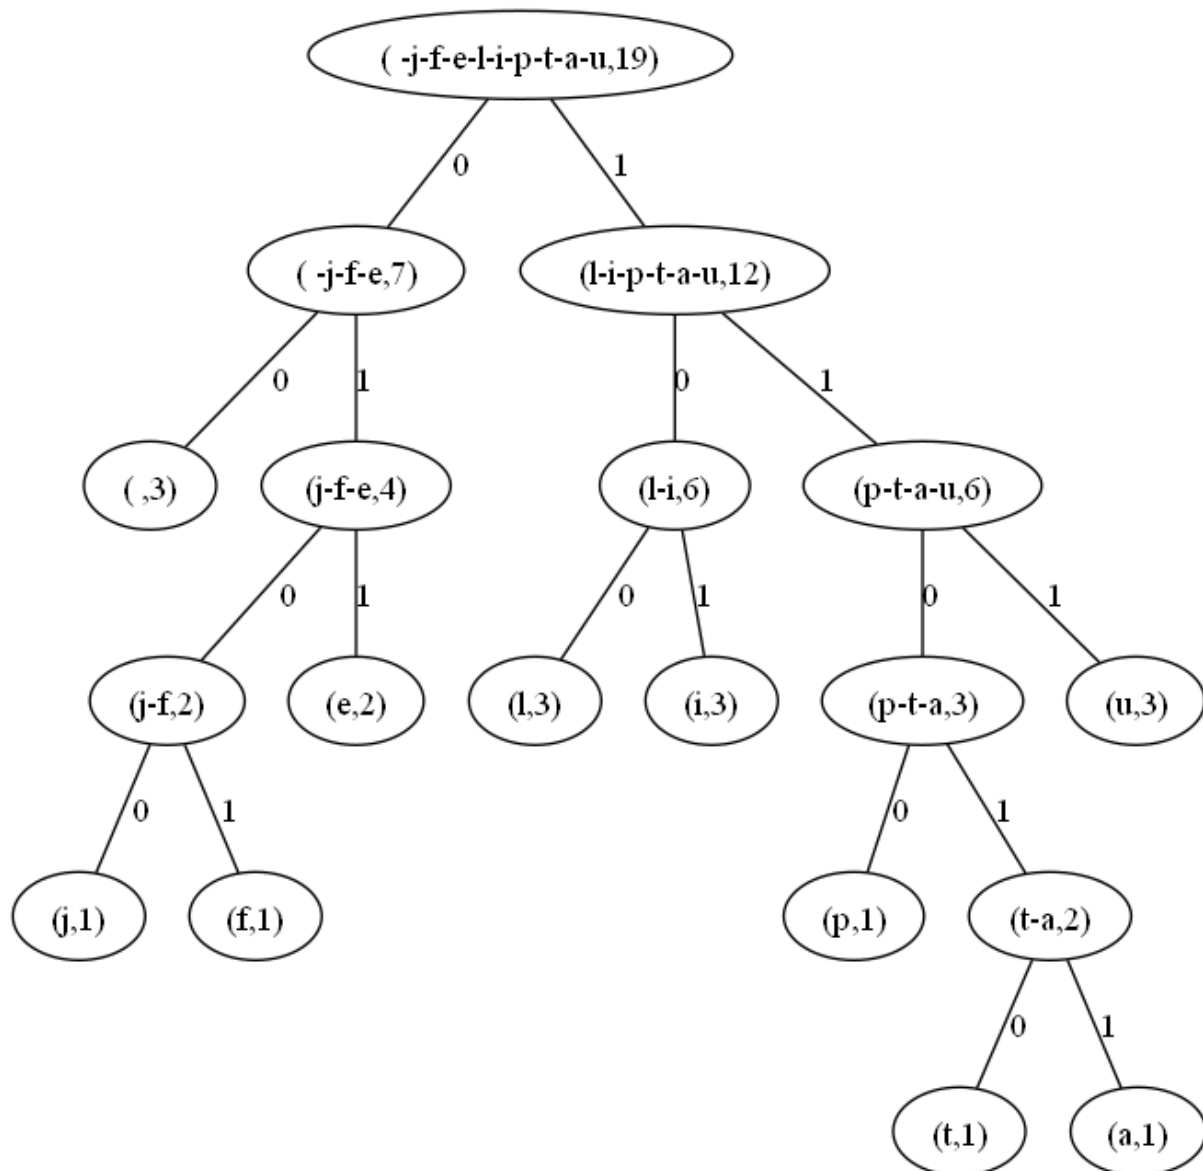 ( -j-f-e-l-i-p-t-a-u,19)
0 1
( -j-f-e,7) (l-i-p-t-a-u,12)
0 1 0 1
( ,3) (j-f-e,4) (l-i,6) (p-t-a-u,6)
0 1 0 1 0 1
(j-f,2) (e,2) (l,3) (i,3) (p-t-a,3) (u,3)
0 1 0 1
(j,1) (f,1) (p,1) (t-a,2)
0 1
(t,1) (a,1)